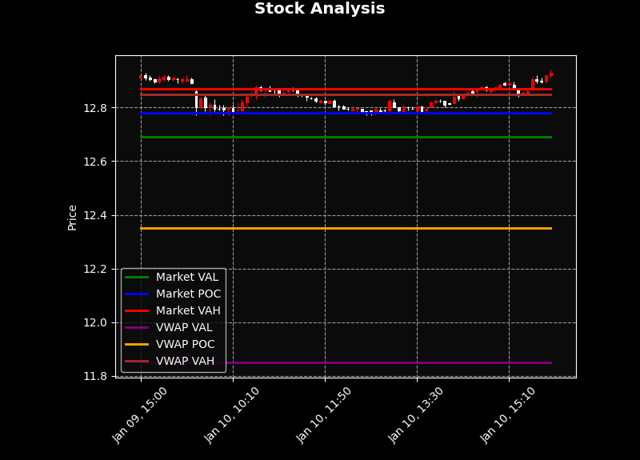 Stock Analysis
Price
12.8
12.6
12.4
12.2
12.0
11.8
Market VAL
Market POC
Market VAH
VWAP VAL
VWAP POC
VWAP VAH
Jan 09, 15:00
Jan 10, 10:10
Jan 10, 11:50
Jan 10, 13:30
Jan 10, 15:10